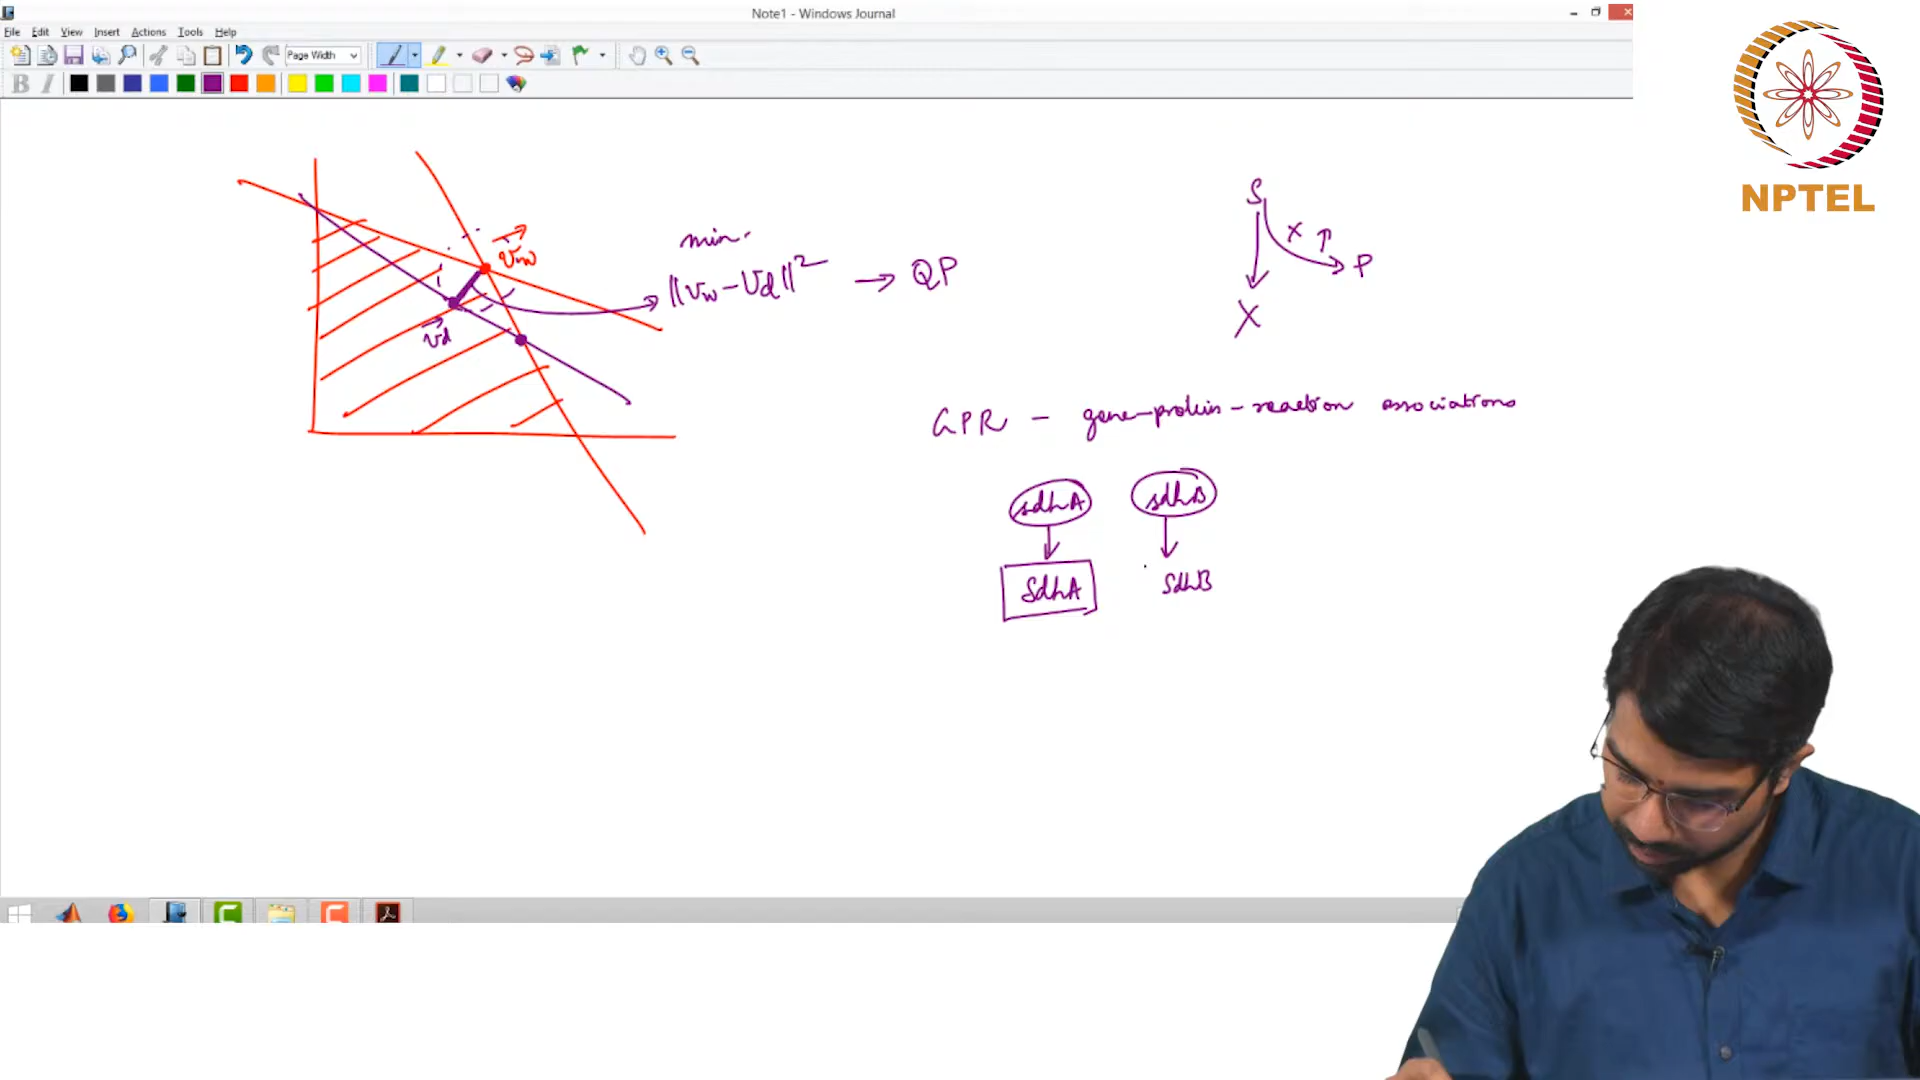 Note1 - Windows Journal
File Edit View Insert Actions Tools Help
Page Width
B I
NPTEL
S
X ↑
P
X
min.
||Vw - Vd||² → QP
Vw
Vd
GPR - gene-protein-reaction associations
sdhA sdhB
SdhA SdhB